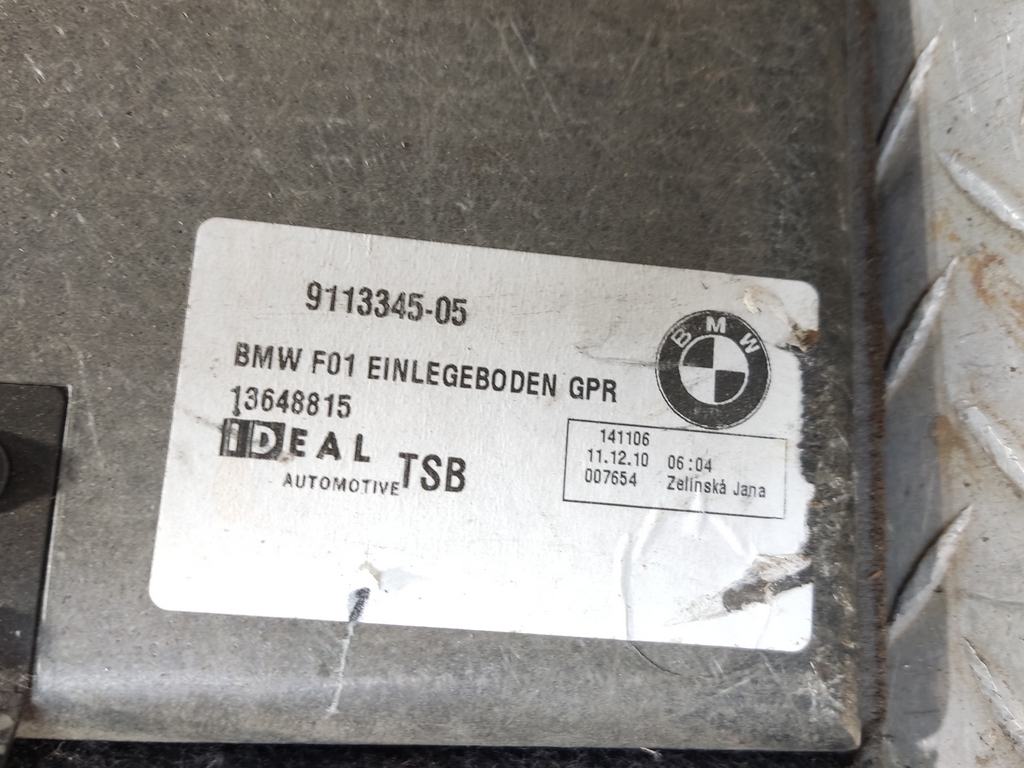 9113345-05
BMW
BMW F01 EINLEGEBODEN GPR
13648815
iDEAL TSB
AUTOMOTIVE
141106
11.12.10 06:04
007654 Zelinská Jana